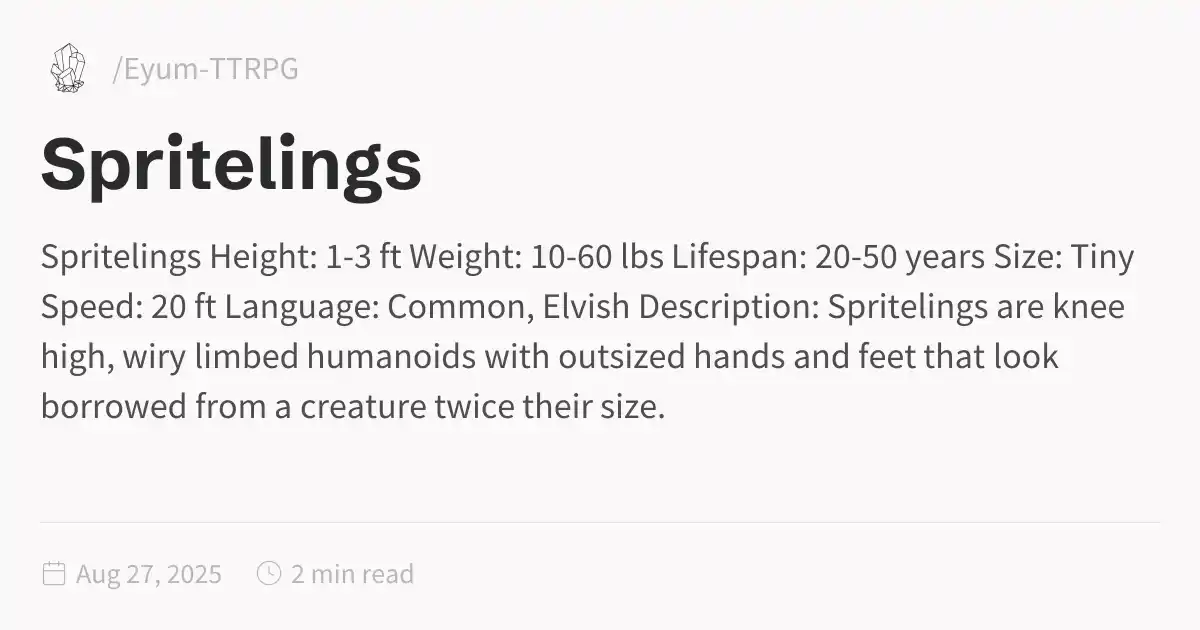 /Eyum-TTRPG
Spritelings
Spritelings Height: 1-3 ft Weight: 10-60 lbs Lifespan: 20-50 years Size: Tiny
Speed: 20 ft Language: Common, Elvish Description: Spritelings are knee
high, wiry limbed humanoids with outsized hands and feet that look
borrowed from a creature twice their size.
Aug 27, 2025 2 min read